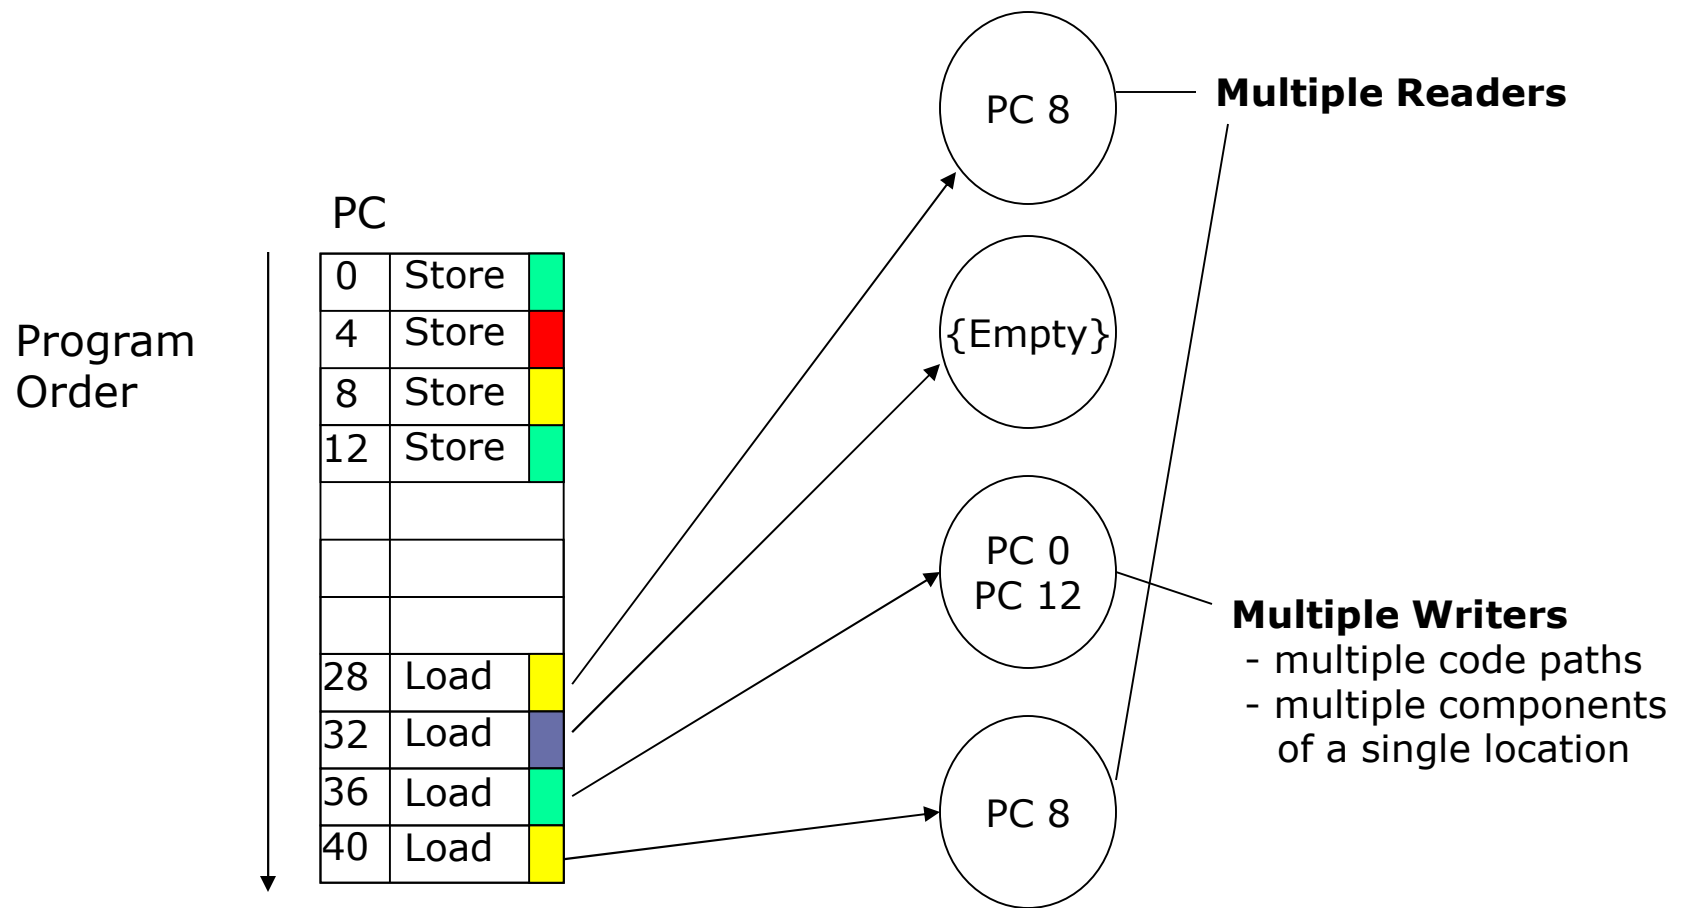 PC 8
Multiple Readers
PC
0 Store
4 Store
8 Store
12 Store
Program
Order
{Empty}
PC 0
PC 12
28 Load
32 Load
36 Load
40 Load
Multiple Writers
- multiple code paths
- multiple components
of a single location
PC 8